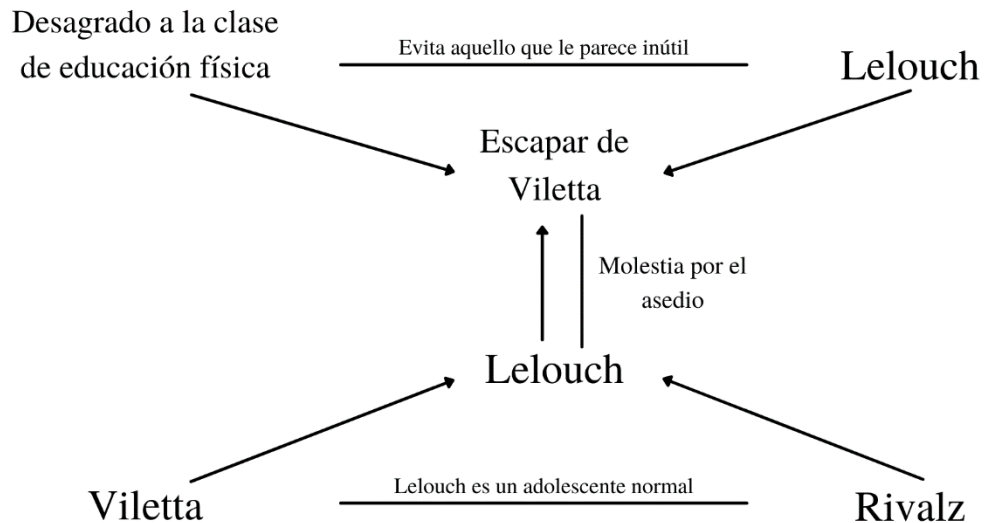 Desagrado a la clase
de educación física
Evita aquello que le parece inútil
Lelouch
Escapar de
Viletta
Molestia por el
asedio
Lelouch
Viletta
Lelouch es un adolescente normal
Rivalz